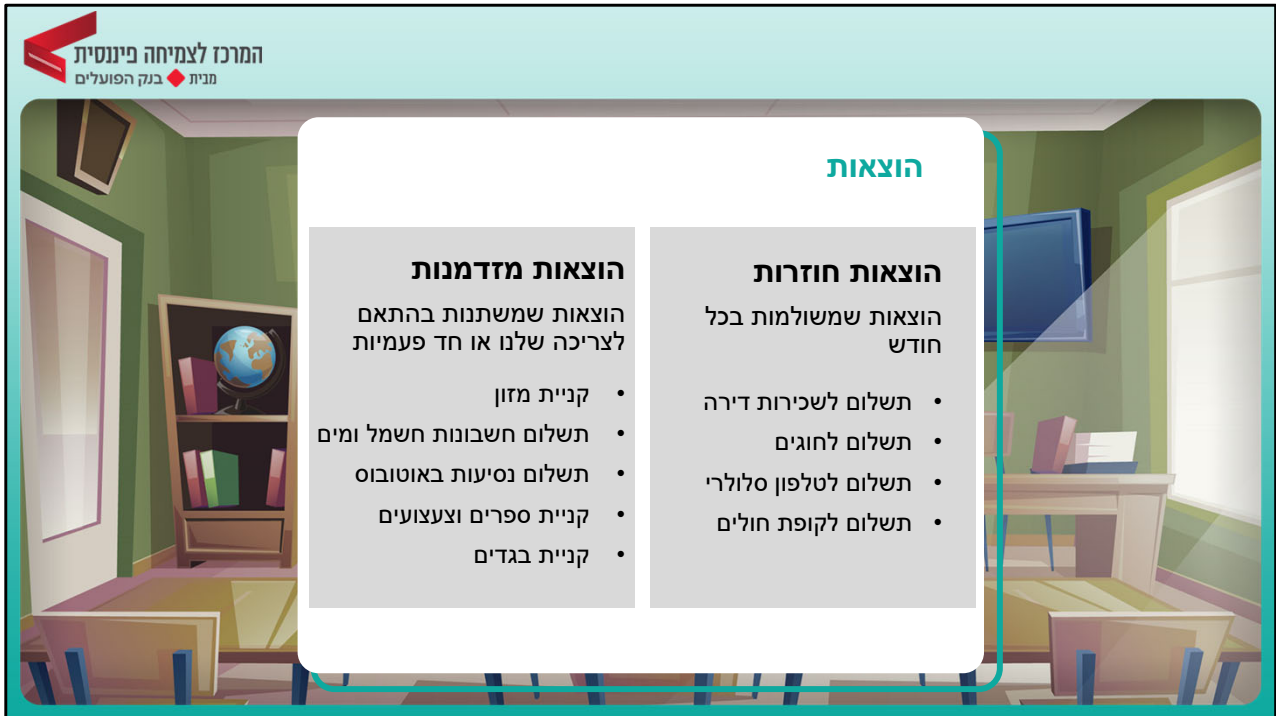 המרכז לצמיחה פיננסית
מבית בנק הפועלים
הוצאות
הוצאות חוזרות
הוצאות שמשולמות בכל
חודש
• תשלום לשכירות דירה
• תשלום לחוגים
• תשלום לטלפון סלולרי
• תשלום לקופת חולים
הוצאות מזדמנות
הוצאות שמשתנות בהתאם
לצריכה שלנו או חד פעמיות
• קניית מזון
• תשלום חשבונות חשמל ומים
• תשלום נסיעות באוטובוס
• קניית ספרים וצעצועים
• קניית בגדים